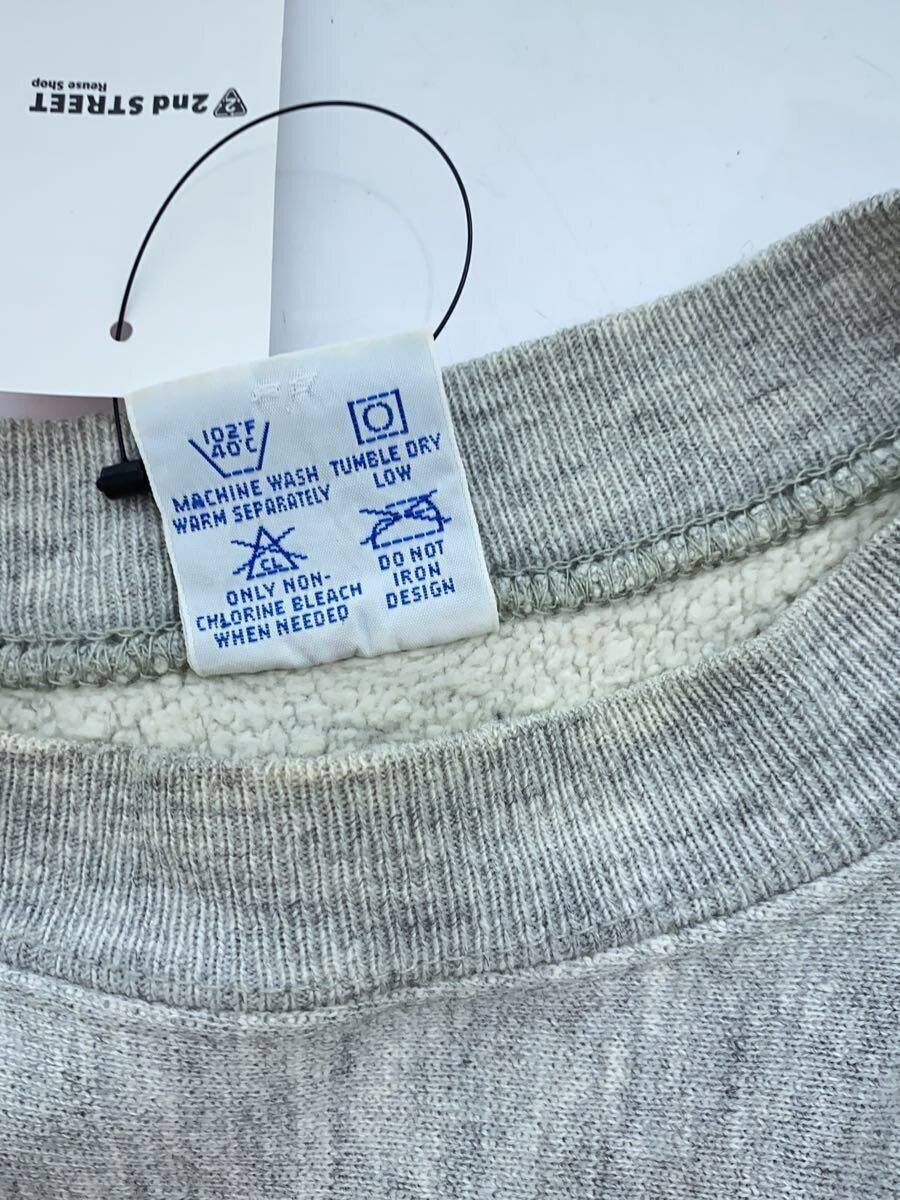 2nd STREET
Reuse Shop
102°F
40°C
MACHINE WASH
WARM SEPARATELY
TUMBLE DRY
LOW
CL
ONLY NON-
CHLORINE BLEACH
WHEN NEEDED
DO NOT
IRON
DESIGN